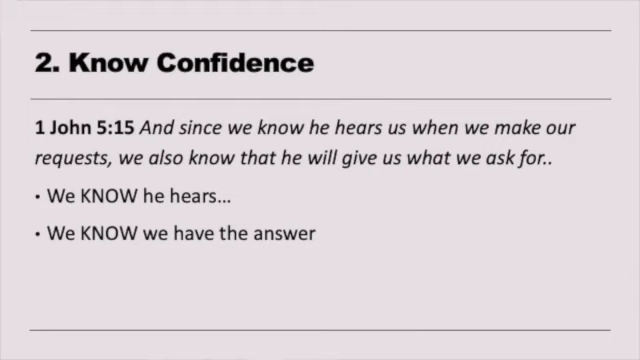 2. Know Confidence
1 John 5:15 And since we know he hears us when we make our
requests, we also know that he will give us what we ask for..
• We KNOW he hears…
• We KNOW we have the answer